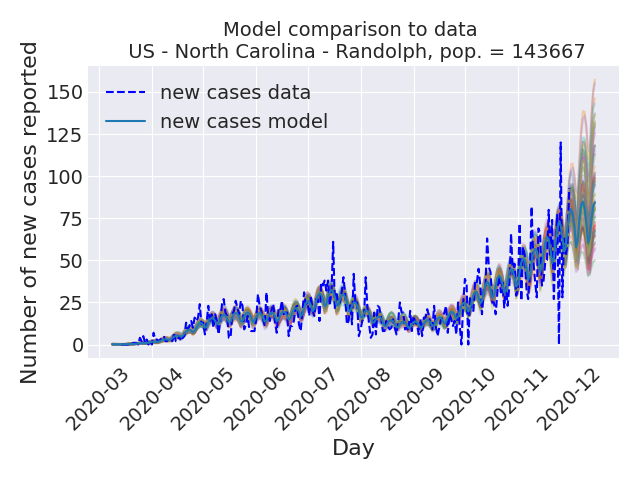 Model comparison to data
US - North Carolina - Randolph, pop. = 143667
Number of new cases reported
150
125
100
75
50
25
0
new cases data
new cases model
2020-03
2020-04
2020-05
2020-06
2020-07
2020-08
2020-09
2020-10
2020-11
2020-12
Day